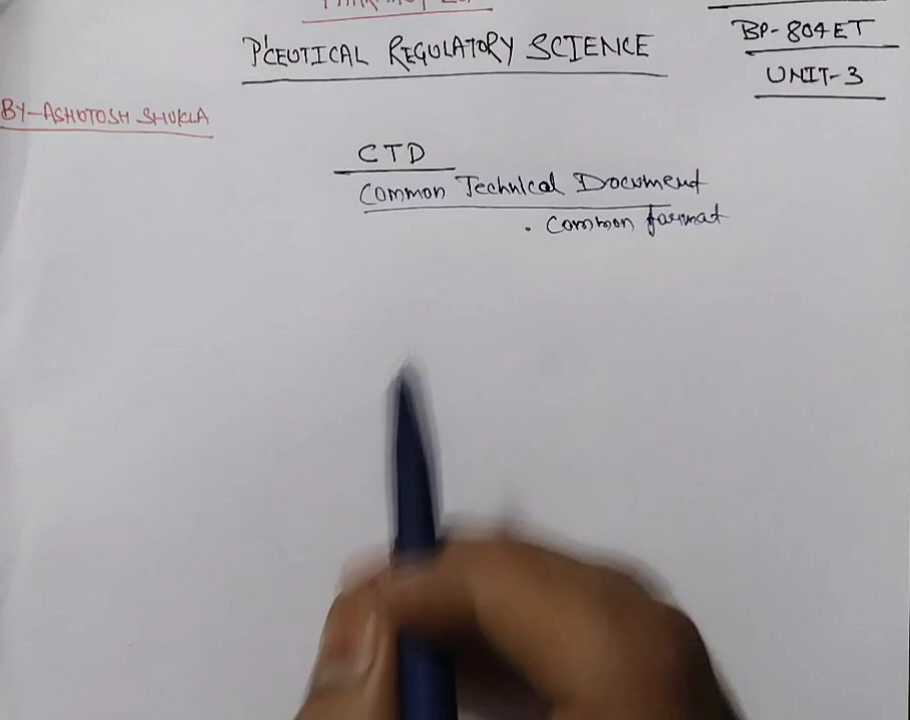 P'CEUTICAL REGULATORY SCIENCE
BP-804ET
UNIT-3
BY-ASHUTOSH SHUKLA
CTD
Common Technical Document
. Common format